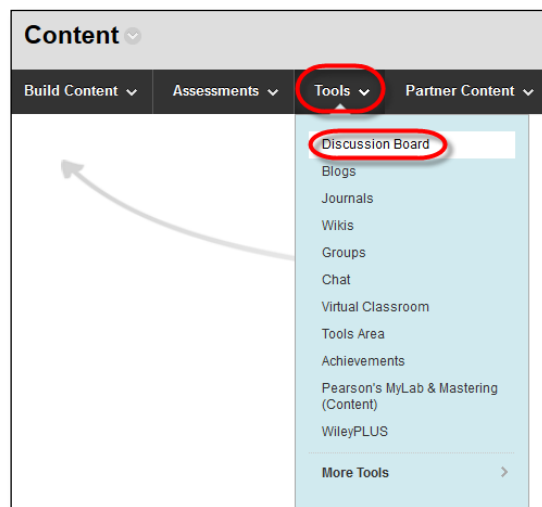 Content
Build Content Assessments Tools Partner Content
Discussion Board
Blogs
Journals
Wikis
Groups
Chat
Virtual Classroom
Tools Area
Achievements
Pearson's MyLab & Mastering
(Content)
WileyPLUS
More Tools